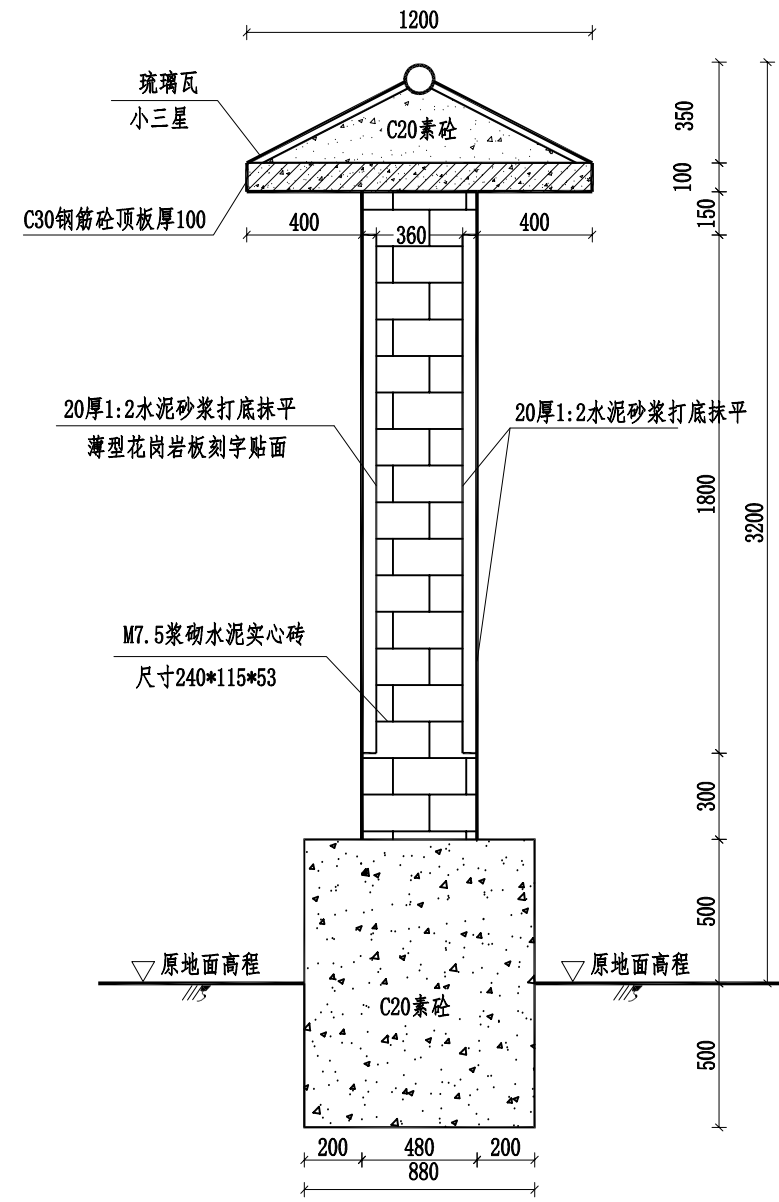 1200
琉璃瓦
小三星
C20素砼
350
100
C30钢筋砼顶板厚100
150
400
360
400
20厚1:2水泥砂浆打底抹平
薄型花岗岩板刻字贴面
20厚1:2水泥砂浆打底抹平
1800
3200
M7.5浆砌水泥实心砖
尺寸240*115*53
300
500
原地面高程
原地面高程
C20素砼
500
200
480
200
880